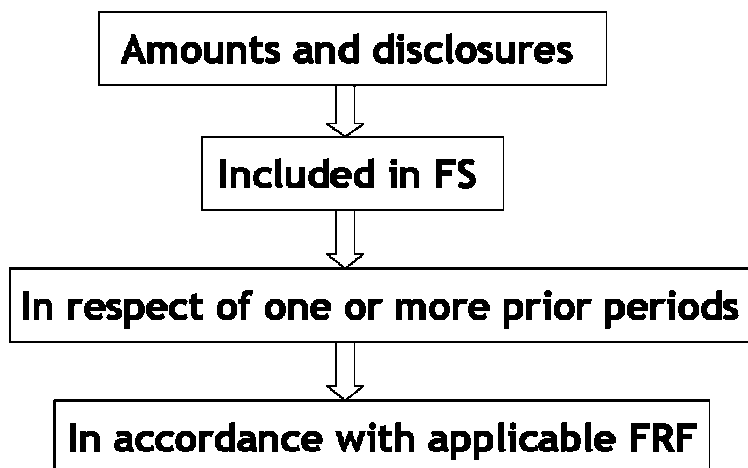 Amounts and disclosures
Included in FS
In respect of one or more prior periods
In accordance with applicable FRF